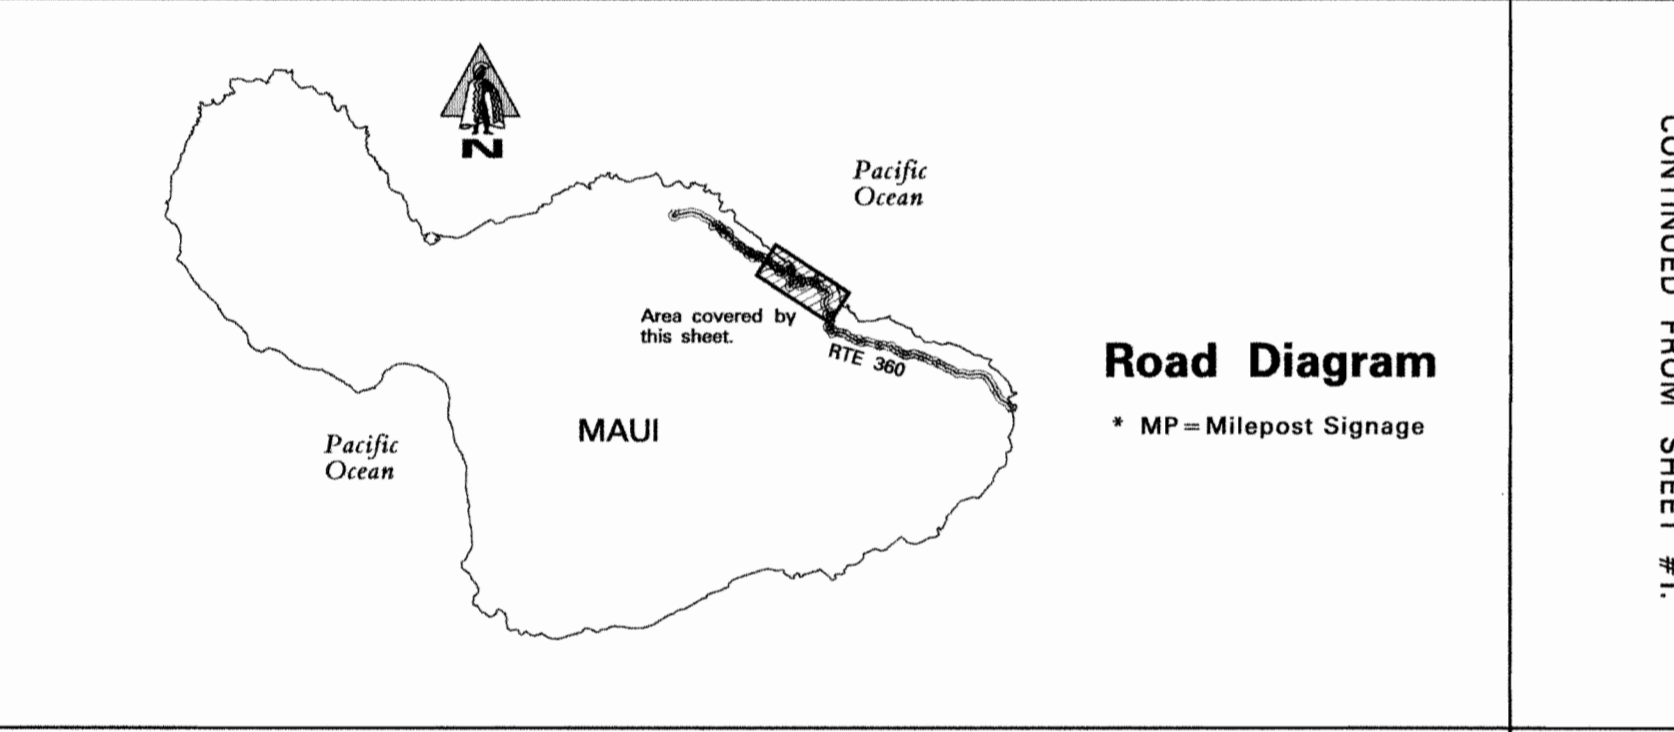 N
Pacific
Ocean
Area covered by
this sheet.
RTE 360
MAUI
Pacific
Ocean
Road Diagram
* MP=Milepost Signage
CONTINUED FROM SHEET #1.